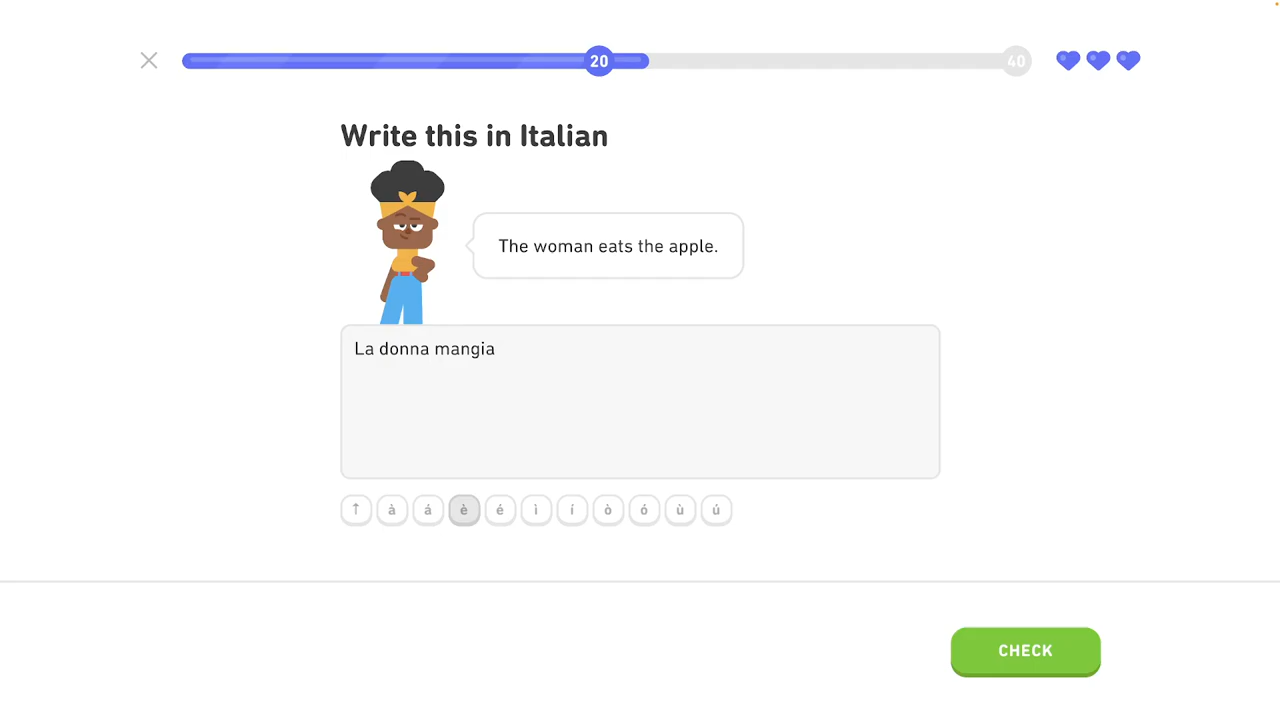 20
40
Write this in Italian
The woman eats the apple.
La donna mangia
↑ à á è é ì í ò ó ù ú
CHECK